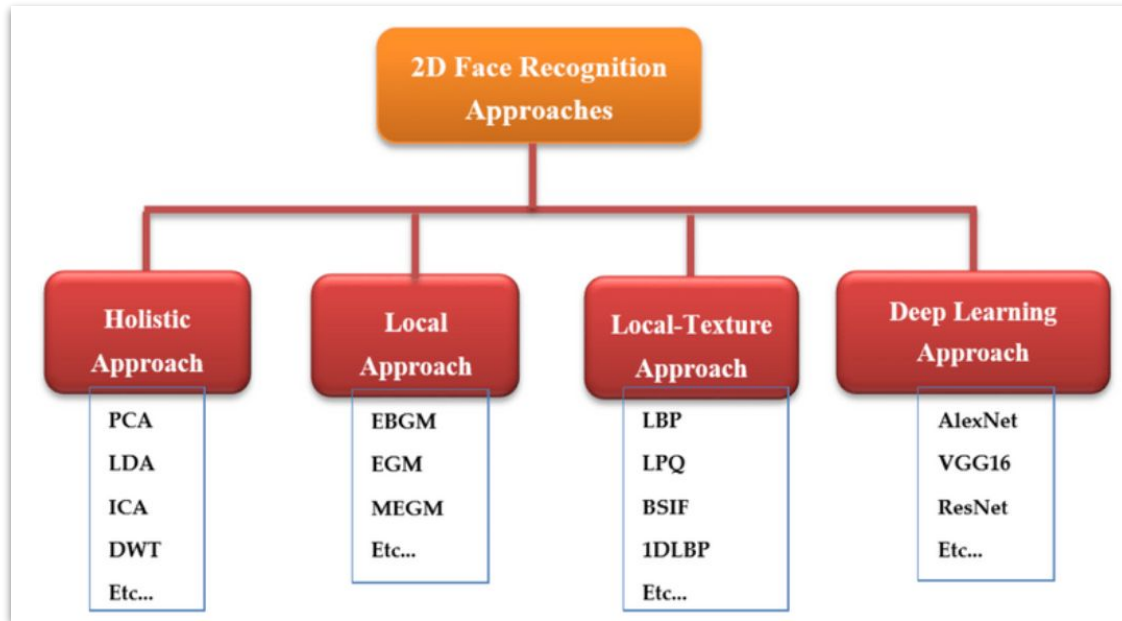 2D Face Recognition
Approaches
Holistic
Approach
PCA
LDA
ICA
DWT
Etc...
Local
Approach
EBGM
EGM
MEGM
Etc...
Local-Texture
Approach
LBP
LPQ
BSIF
1DLBP
Etc...
Deep Learning
Approach
AlexNet
VGG16
ResNet
Etc...